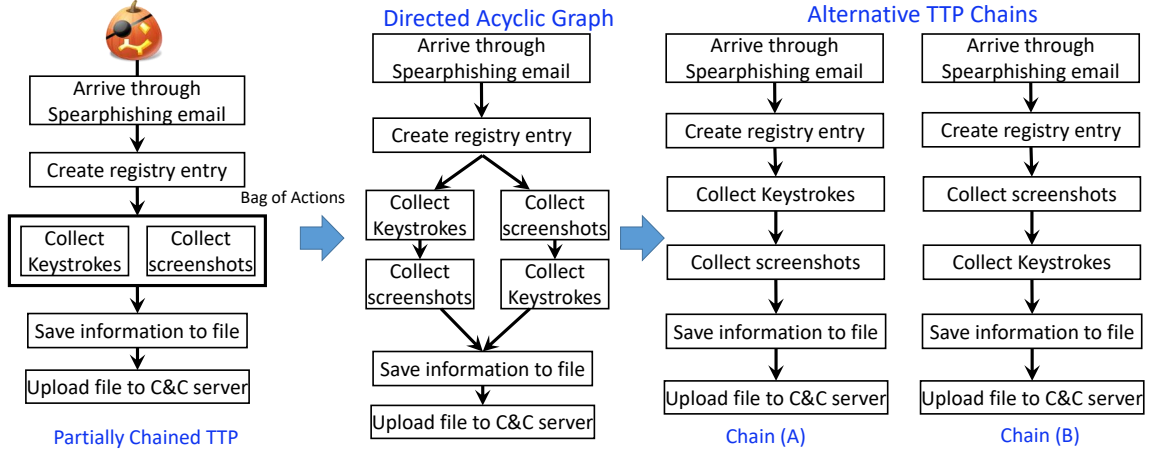 Arrive through
Spearphishing email
Create registry entry
Collect
Keystrokes
Collect
screenshots
Save information to file
Upload file to C&C server
Partially Chained TTP
Bag of Actions
Directed Acyclic Graph
Arrive through
Spearphishing email
Create registry entry
Collect
Keystrokes
Collect
screenshots
Collect
screenshots
Collect
Keystrokes
Save information to file
Upload file to C&C server
Alternative TTP Chains
Arrive through
Spearphishing email
Create registry entry
Collect Keystrokes
Collect screenshots
Save information to file
Upload file to C&C server
Chain (A)
Arrive through
Spearphishing email
Create registry entry
Collect screenshots
Collect Keystrokes
Save information to file
Upload file to C&C server
Chain (B)